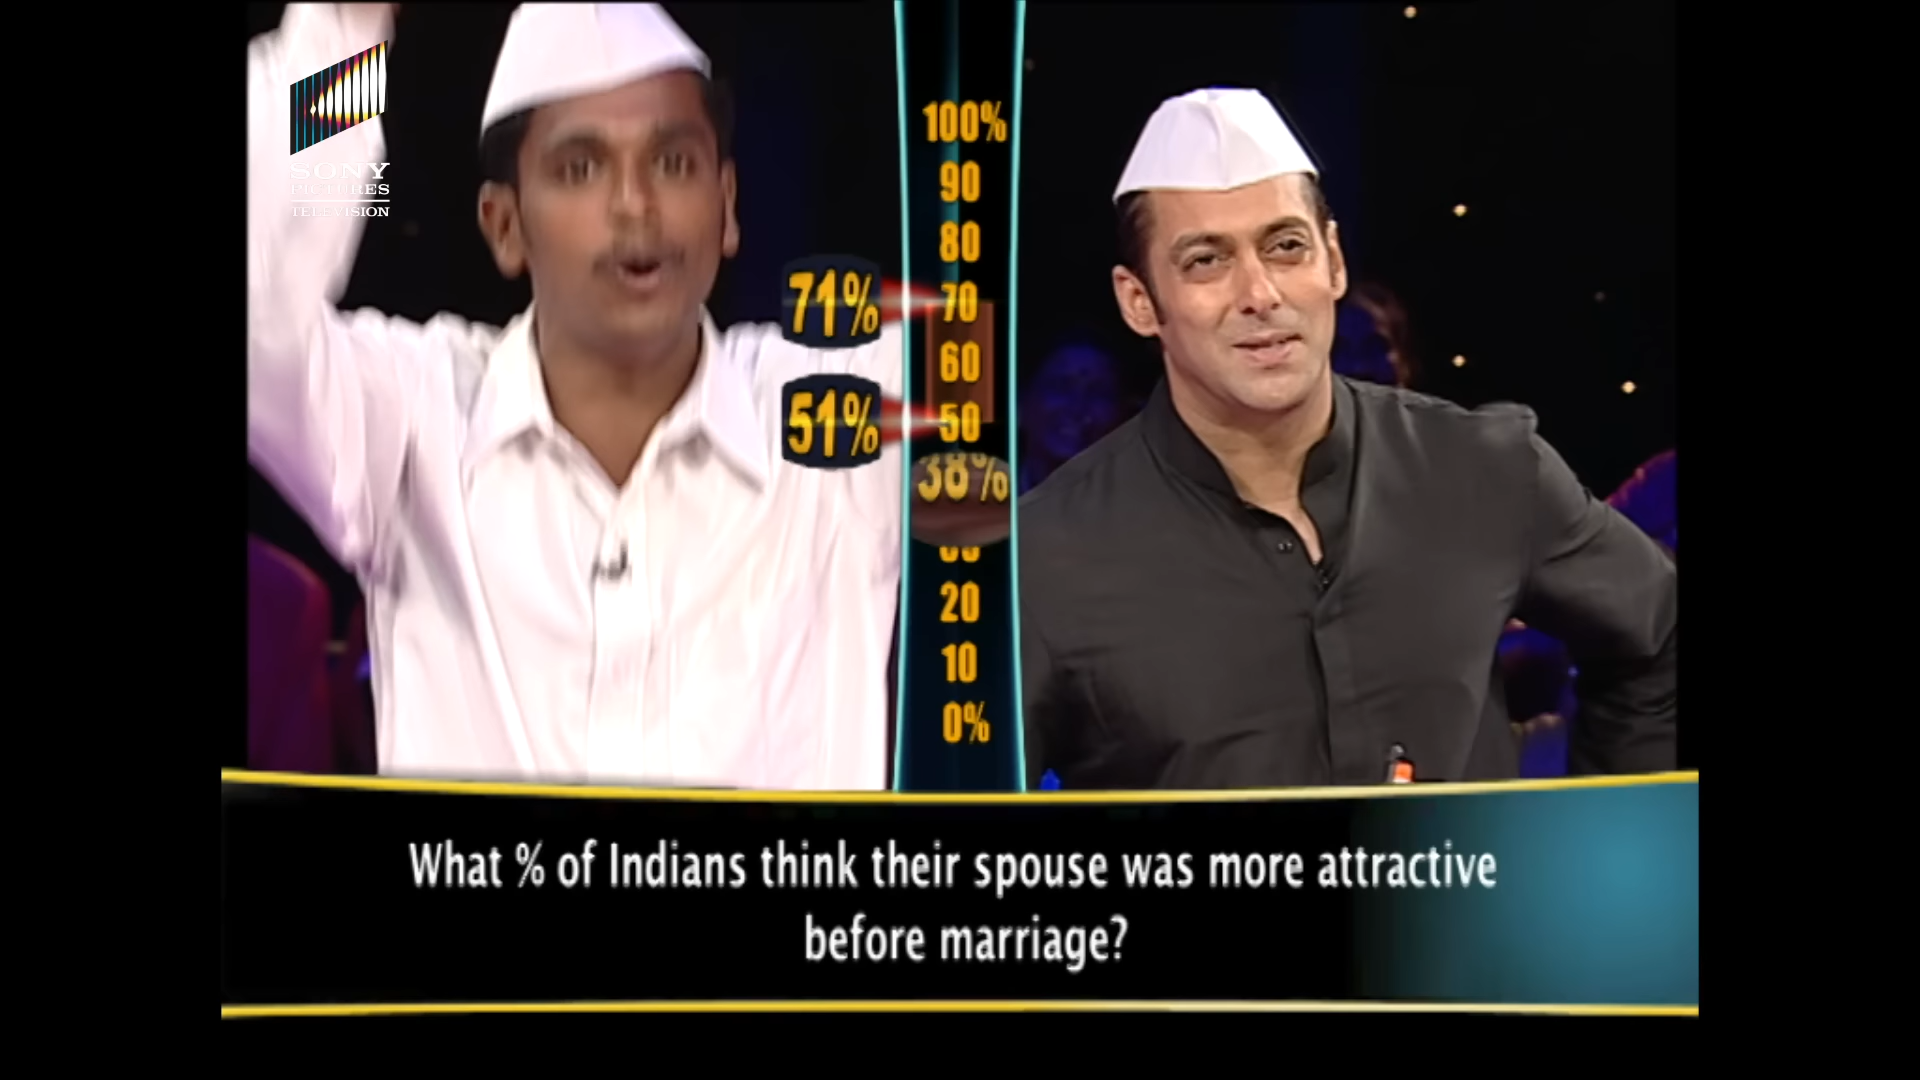 SONY
PICTURES
TELEVISION
100%
90
80
71%
70
60
51%
50
38%
20
10
0%
What % of Indians think their spouse was more attractive
before marriage?